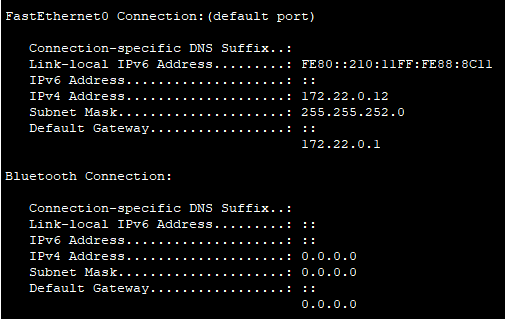 FastEthernet0 Connection:(default port)
Connection-specific DNS Suffix..:
Link-local IPv6 Address.........: FE80::210:11FF:FE88:8C11
IPv6 Address....................: ::
IPv4 Address....................: 172.22.0.12
Subnet Mask.....................: 255.255.252.0
Default Gateway.................: ::
172.22.0.1
Bluetooth Connection:
Connection-specific DNS Suffix..:
Link-local IPv6 Address.........: ::
IPv6 Address....................: ::
IPv4 Address....................: 0.0.0.0
Subnet Mask.....................: 0.0.0.0
Default Gateway.................: ::
0.0.0.0